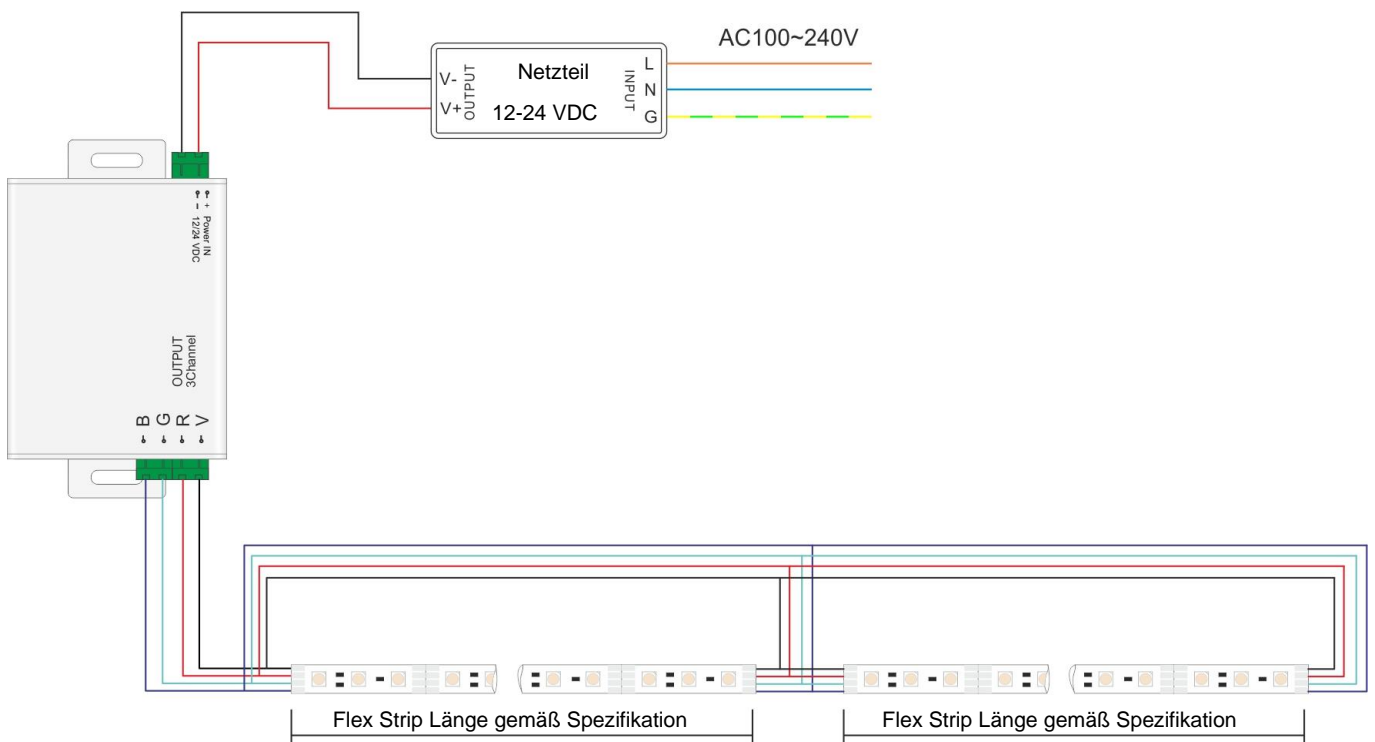 AC100~240V
V-
V+
OUTPUT
Netzteil
12-24 VDC
INPUT
L
N
G
+
-
Power IN
12/24 VDC
OUTPUT
3Channel
B
G
R
V
Flex Strip Länge gemäß Spezifikation
Flex Strip Länge gemäß Spezifikation